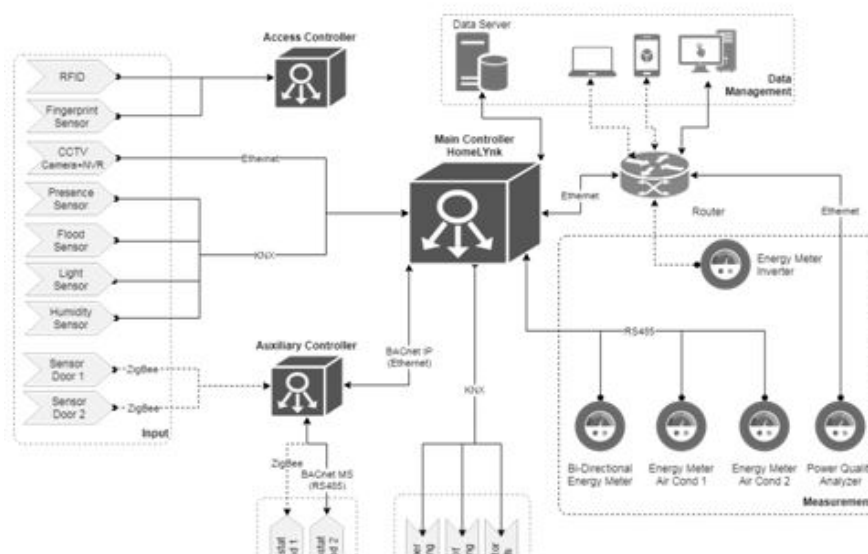 Access Controller
Data Server
RFID
Fingerprint
Sensor
CCTV
Camera+NVR
Presence
Sensor
Flood
Sensor
Light
Sensor
Humidity
Sensor
Sensor
Door 1
Sensor
Door 2
Input
Ethernet
KNX
ZigBee
ZigBee
Data
Management
Main Controller
HomeLYnk
Ethernet
Router
Ethernet
Energy Meter
Inverter
RS485
Auxiliary Controller
BACnet IP
(Ethernet)
KNX
ZigBee
BACnet MS
(RS485)
Bi-Directional
Energy Meter
Energy Meter
Air Cond 1
Energy Meter
Air Cond 2
Power Qualit
Analyzer
Measuremen